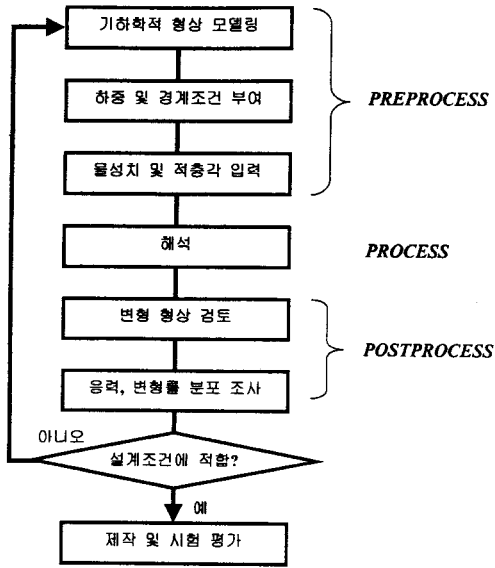 기하학적 형상 모델링
하중 및 경계조건 부여
PREPROCESS
물성치 및 적층각 입력
해석
PROCESS
변형 형상 검토
POSTPROCESS
응력, 변형률 분포 조사
아니오
설계조건에 적합?
예
제작 및 시험 평가